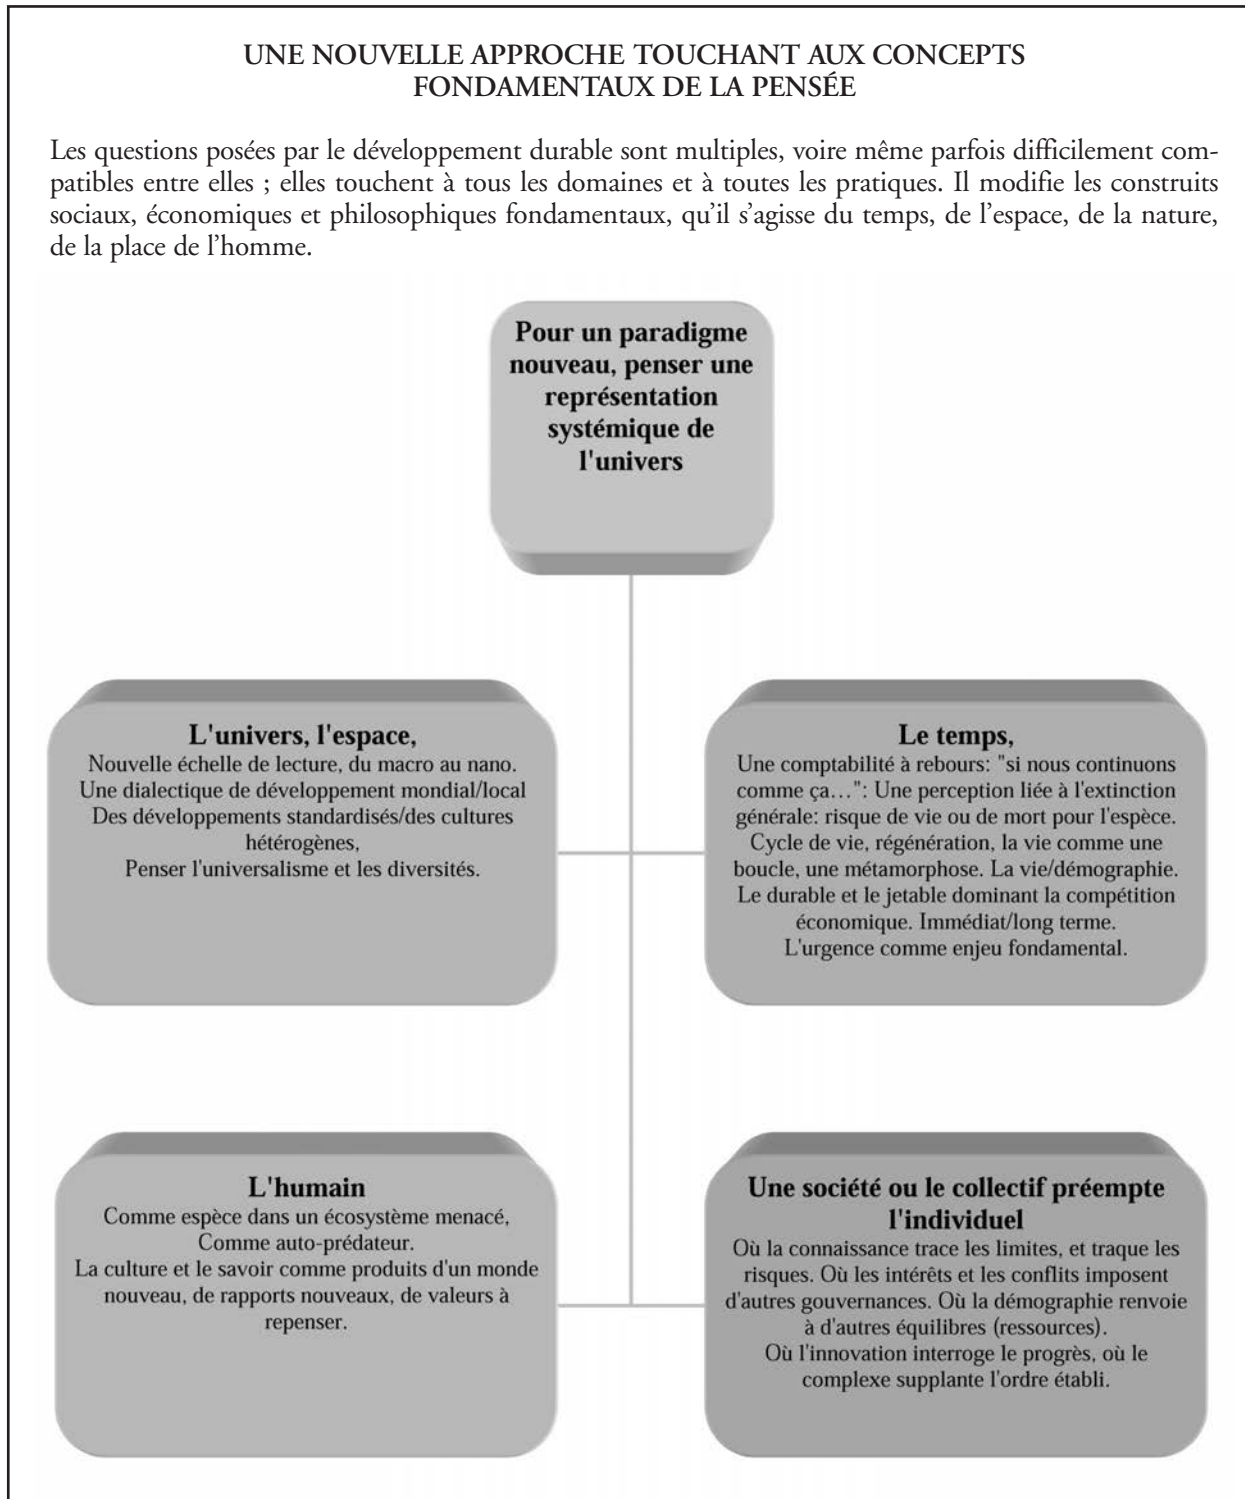 UNE NOUVELLE APPROCHE TOUCHANT AUX CONCEPTS
FONDAMENTAUX DE LA PENSÉE
Les questions posées par le développement durable sont multiples, voire même parfois difficilement com-
patibles entre elles ; elles touchent à tous les domaines et à toutes les pratiques. Il modifie les construits
sociaux, économiques et philosophiques fondamentaux, qu’il s’agisse du temps, de l’espace, de la nature,
de la place de l’homme.
Pour un paradigme
nouveau, penser une
représentation
systémique de
l'univers
L'univers, l'espace,
Nouvelle échelle de lecture, du macro au nano.
Une dialectique de développement mondial/local
Des développements standardisés/des cultures
hétérogènes,
Penser l'universalisme et les diversités.
Le temps,
Une comptabilité à rebours: "si nous continuons
comme ça…": Une perception liée à l'extinction
générale: risque de vie ou de mort pour l'espèce.
Cycle de vie, régénération, la vie comme une
boucle, une métamorphose. La vie/démographie.
Le durable et le jetable dominant la compétition
économique. Immédiat/long terme.
L'urgence comme enjeu fondamental.
L'humain
Comme espèce dans un écosystème menacé,
Comme auto-prédateur.
La culture et le savoir comme produits d'un monde
nouveau, de rapports nouveaux, de valeurs à
repenser.
Une société ou le collectif préempte
l'individuel
Où la connaissance trace les limites, et traque les
risques. Où les intérêts et les conflits imposent
d'autres gouvernances. Où la démographie renvoie
à d'autres équilibres (ressources).
Où l'innovation interroge le progrès, où le
complexe supplante l'ordre établi.